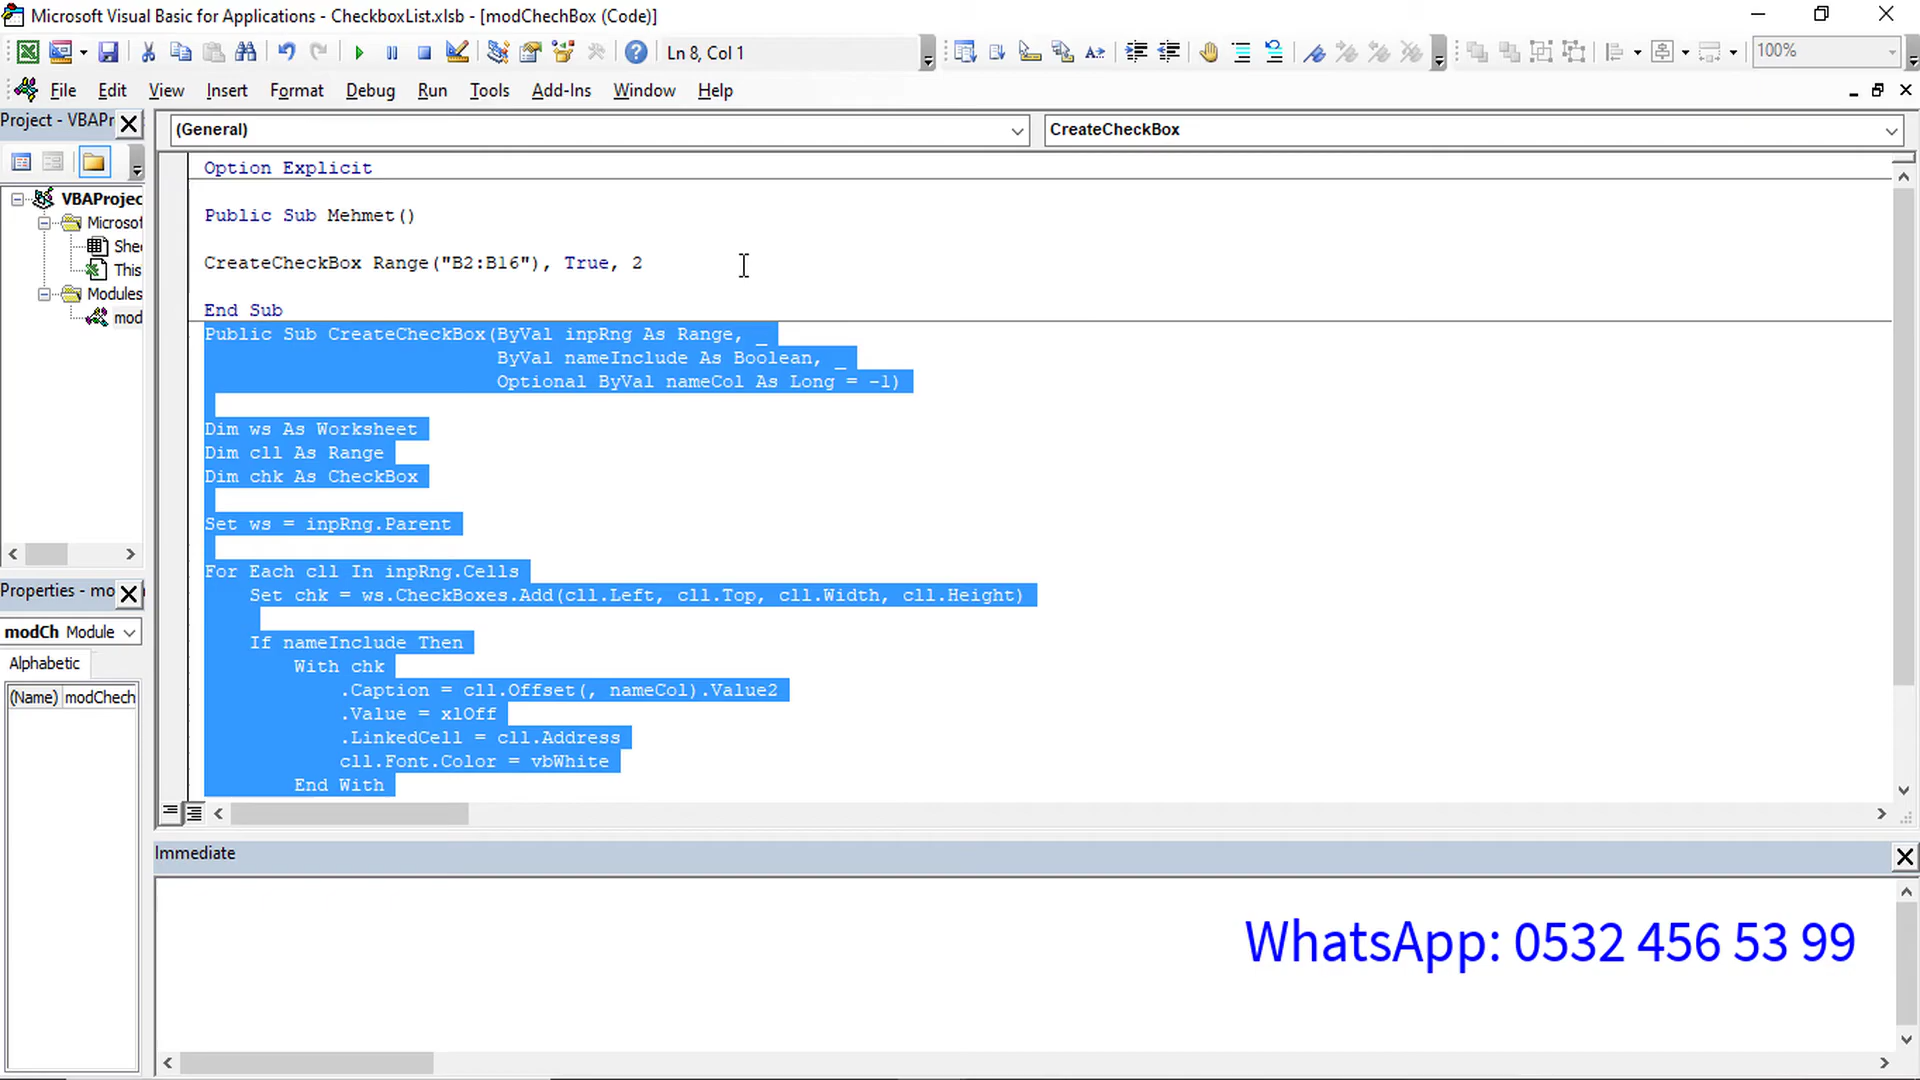 Microsoft Visual Basic for Applications - CheckboxList.xlsb - [modChechBox (Code)]
Ln 8, Col 1
100%
File Edit View Insert Format Debug Run Tools Add-Ins Window Help
Project - VBAPr
(General)
CreateCheckBox
VBAProjec
Microsof
She
This
Modules
mod
Properties - mo
modCh Module
Alphabetic
(Name) modChech
Option Explicit
Public Sub Mehmet()
CreateCheckBox Range("B2:B16"), True, 2
End Sub
Public Sub CreateCheckBox(ByVal inpRng As Range, _
ByVal nameInclude As Boolean, _
Optional ByVal nameCol As Long = -1)
Dim ws As Worksheet
Dim cll As Range
Dim chk As CheckBox
Set ws = inpRng.Parent
For Each cll In inpRng.Cells
Set chk = ws.CheckBoxes.Add(cll.Left, cll.Top, cll.Width, cll.Height)
If nameInclude Then
With chk
.Caption = cll.Offset(, nameCol).Value2
.Value = xlOff
.LinkedCell = cll.Address
cll.Font.Color = vbWhite
End With
Immediate
WhatsApp: 0532 456 53 99